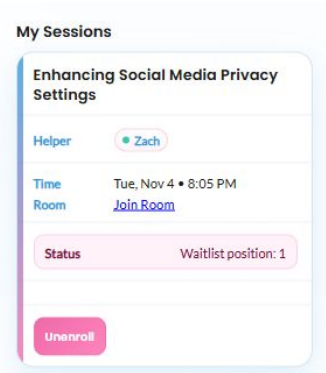 My Sessions
Enhancing Social Media Privacy
Settings
Helper Zach
Time Tue, Nov 4 • 8:05 PM
Room Join Room
Status Waitlist position: 1
Unenroll